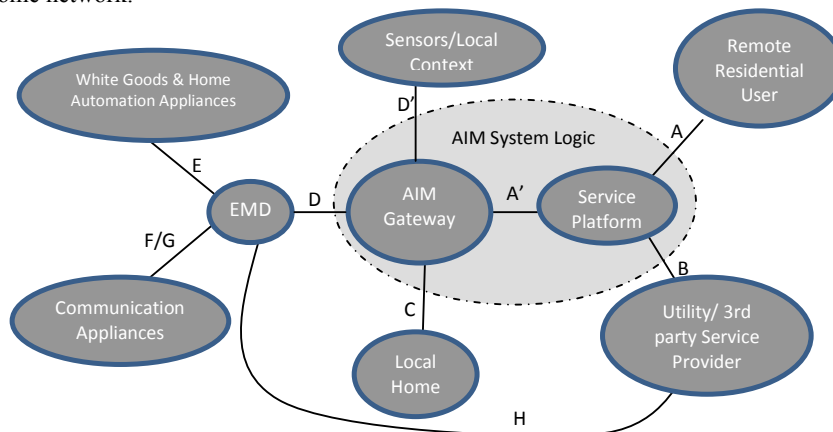 ome network.
Sensors/Local
Context
Remote
Residential
User
White Goods & Home
Automation Appliances
D’
AIM System Logic
A
E
EMD
D
AIM
Gateway
A’
Service
Platform
F/G
B
Communication
Appliances
C
Utility/ 3rd
party Service
Provider
Local
Home
H